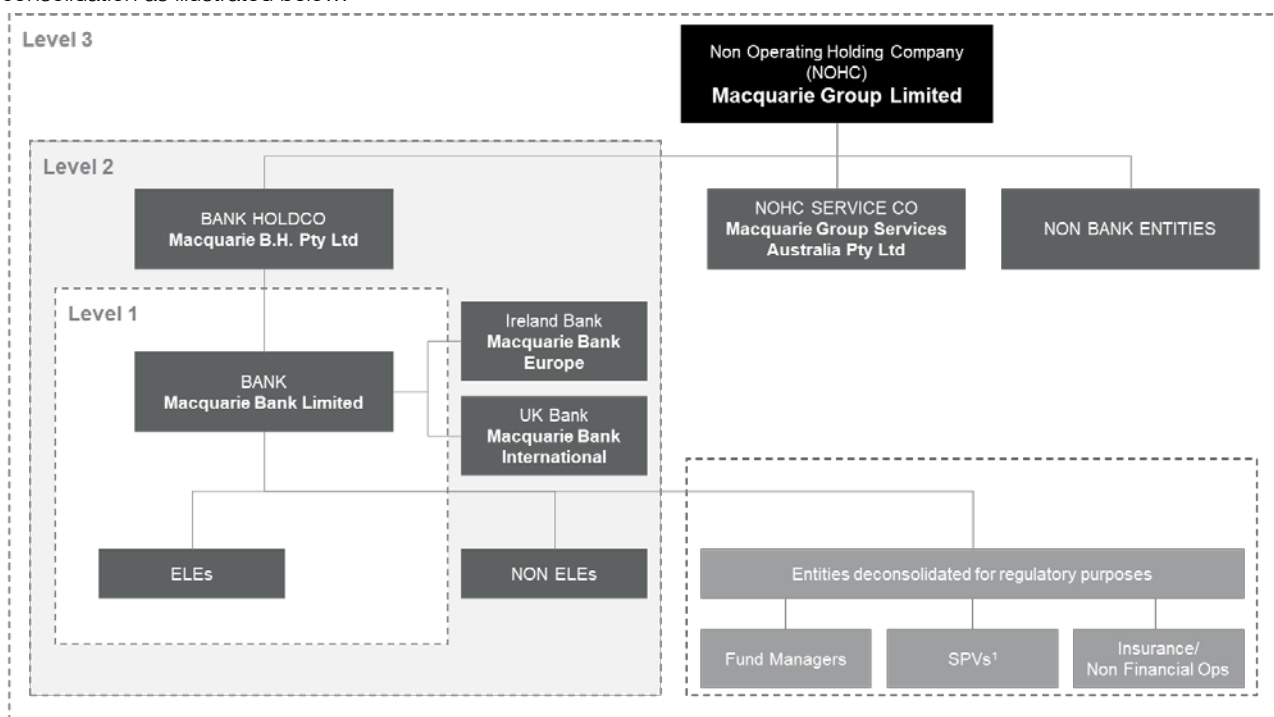 consolidation as illustrated below.
Level 3
Non Operating Holding Company
(NOHC)
Macquarie Group Limited
Level 2
BANK HOLDCO
Macquarie B.H. Pty Ltd
NOHC SERVICE CO
Macquarie Group Services
Australia Pty Ltd
NON BANK ENTITIES
Level 1
BANK
Macquarie Bank Limited
Ireland Bank
Macquarie Bank
Europe
UK Bank
Macquarie Bank
International
ELEs
NON ELEs
Entities deconsolidated for regulatory purposes
Fund Managers
SPVs¹
Insurance/
Non Financial Ops